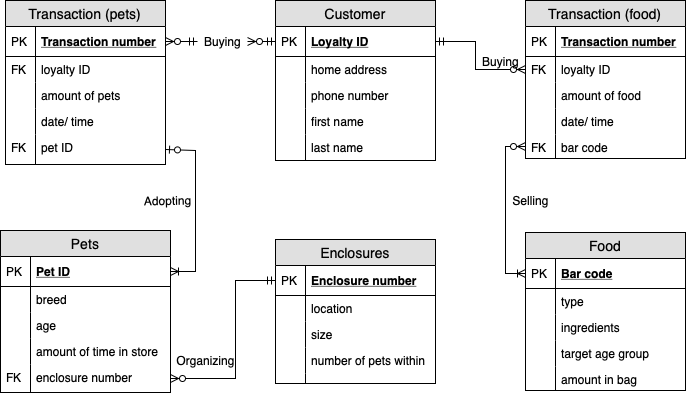 Transaction (pets)
PK Transaction number
FK loyalty ID
amount of pets
date/ time
FK pet ID
Buying
Customer
PK Loyalty ID
home address
phone number
first name
last name
Buying
Transaction (food)
PK Transaction number
FK loyalty ID
amount of food
date/ time
FK bar code
Adopting
Selling
Pets
PK Pet ID
breed
age
amount of time in store
FK enclosure number
Organizing
Enclosures
PK Enclosure number
location
size
number of pets within
Food
PK Bar code
type
ingredients
target age group
amount in bag